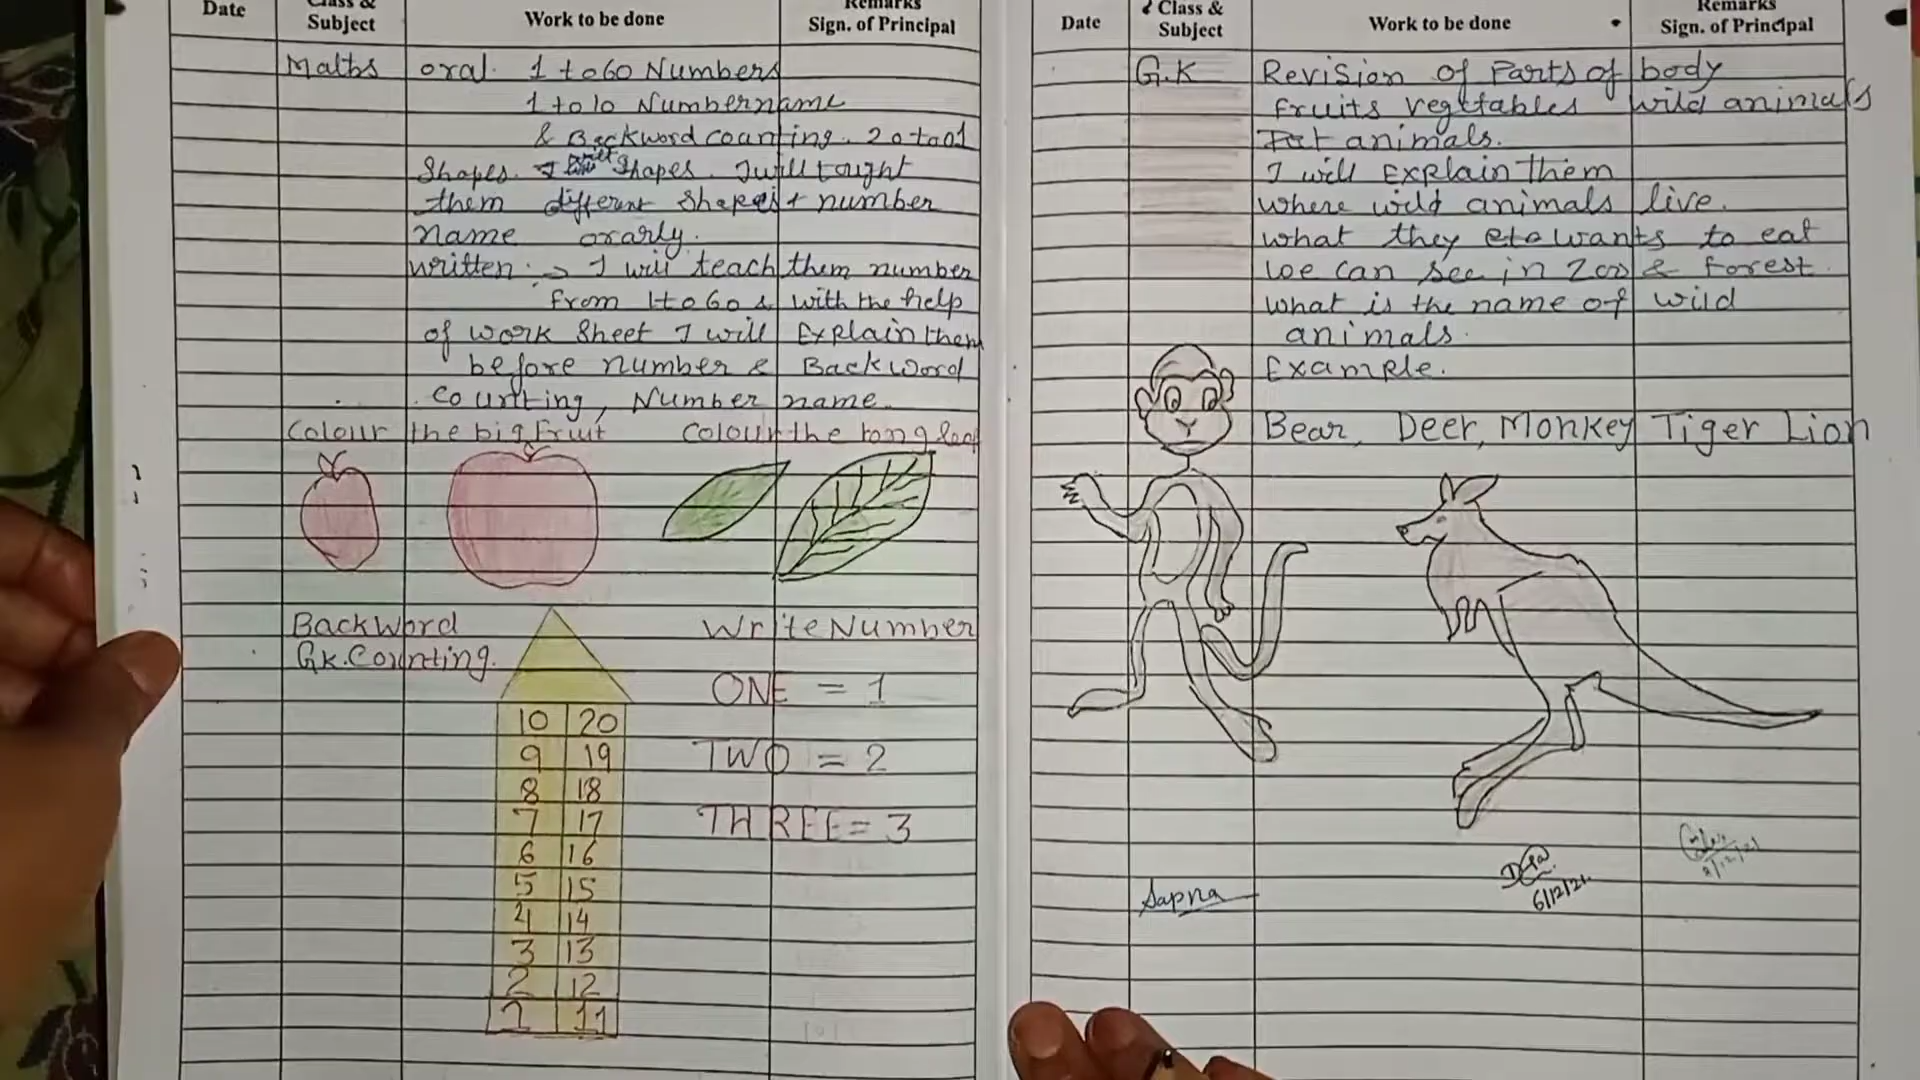 Date
Class &
Subject
Work to be done
Remarks
Sign. of Principal
Maths oral 1 to 60 Numbers
1 to 10 Number name
& Backword counting. 20 to 01
Shapes. Shapes. I will tought
them different shapes + number
name orarly.
written. → I will teach them number
from 1 to 60 & with the help
of work sheet I will Explain them
before number & Backword
Counting, Number name.
Colour the big Fruit Colour the long leaf
Backword
Gk. Counting.
Write Number
ONE = 1
TWO = 2
THREE = 3
10 20
9 19
8 18
7 17
6 16
5 15
4 14
3 13
2 12
2 11
Date
Class &
Subject
Work to be done
Remarks
Sign. of Principal
G.K Revision of Parts of body
fruits vegetables wild animals
Pet animals.
I will Explain them
where wild animals live.
what they wants to eat
we can see in Zoo & Forest.
what is the name of wild
animals.
Example.
Bear, Deer, Monkey Tiger Lion
Sapna
6/12/21